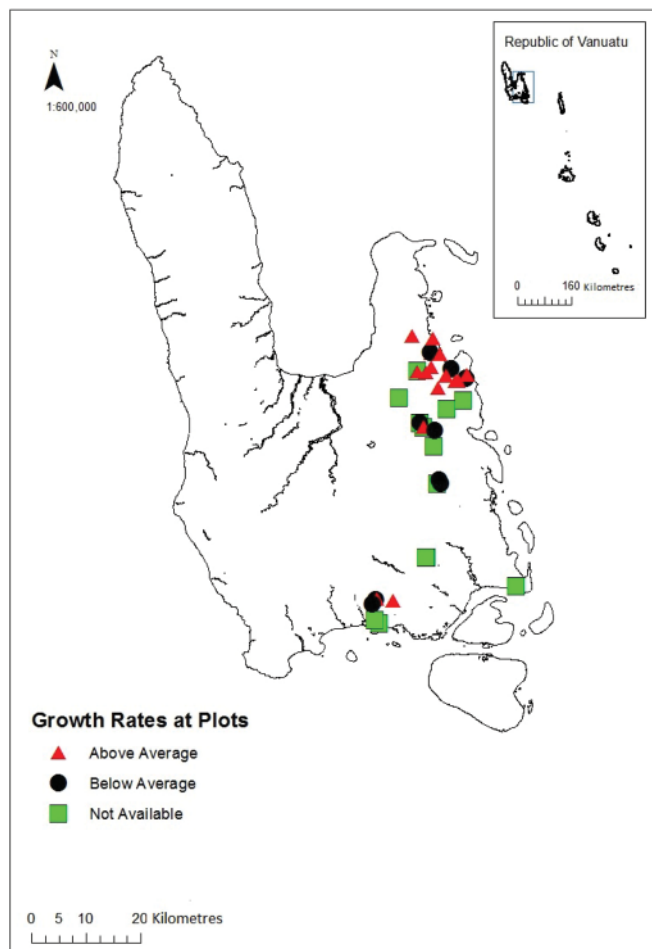 N
1:600,000
Republic of Vanuatu
0 160 Kilometres
Growth Rates at Plots
Above Average
Below Average
Not Available
0 5 10 20 Kilometres